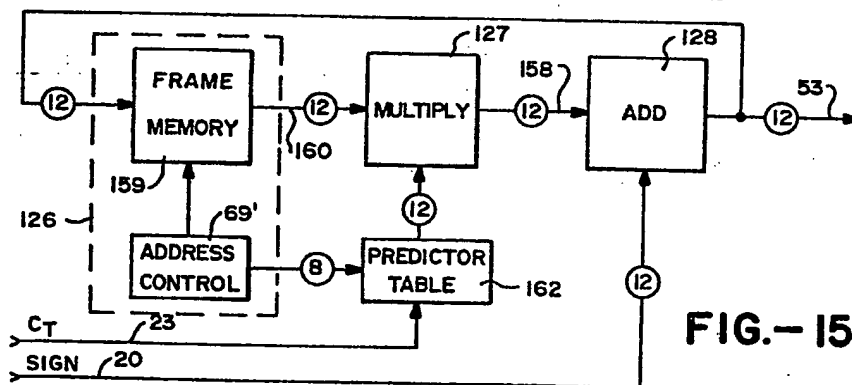 127
128
FRAME
MEMORY
12
159
160
12
MULTIPLY
12
158
ADD
12
53
126
69'
ADDRESS
CONTROL
8
12
PREDICTOR
TABLE
162
12
CT
23
SIGN
20
FIG.-15